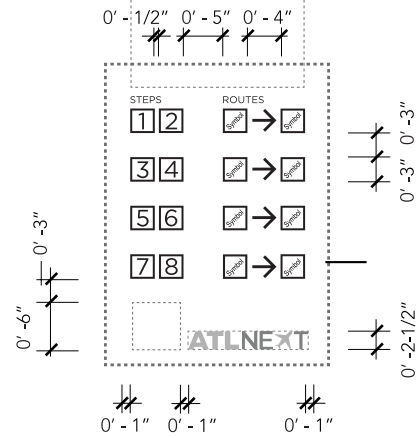 0' - 1/2" 0' - 5" 0' - 4"
STEPS ROUTES
1 2 Symbol → Symbol
0' -3"
3 4 Symbol → Symbol
0' -3"
5 6 Symbol → Symbol
0' -3"
7 8 Symbol → Symbol
0' -6"
ATLNEXT
0' -2-1/2"
0' - 1" 0' - 1" 0' - 1"